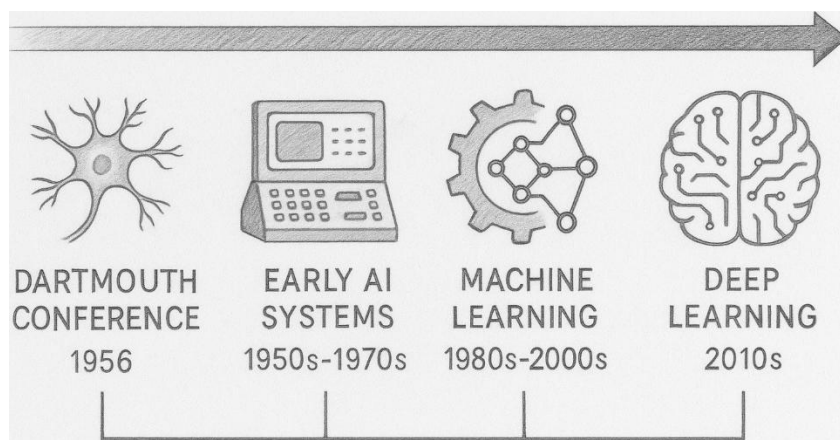 DARTMOUTH
CONFERENCE
1956
EARLY AI
SYSTEMS
1950s-1970s
MACHINE
LEARNING
1980s-2000s
DEEP
LEARNING
2010s